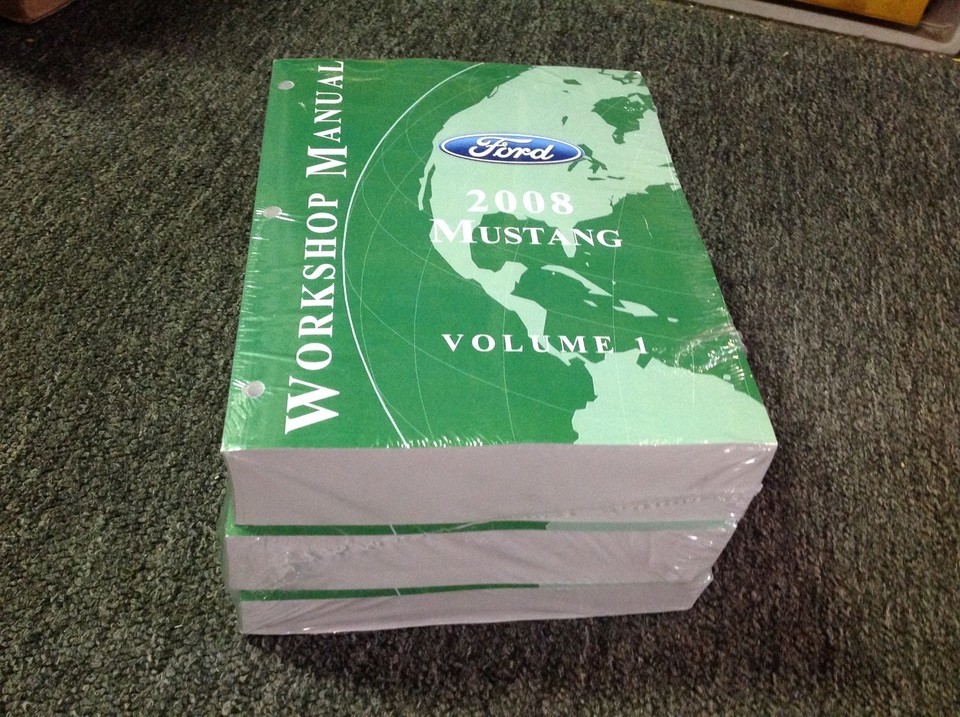 WORKSHOP MANUAL
Ford
2008
MUSTANG
VOLUME 1